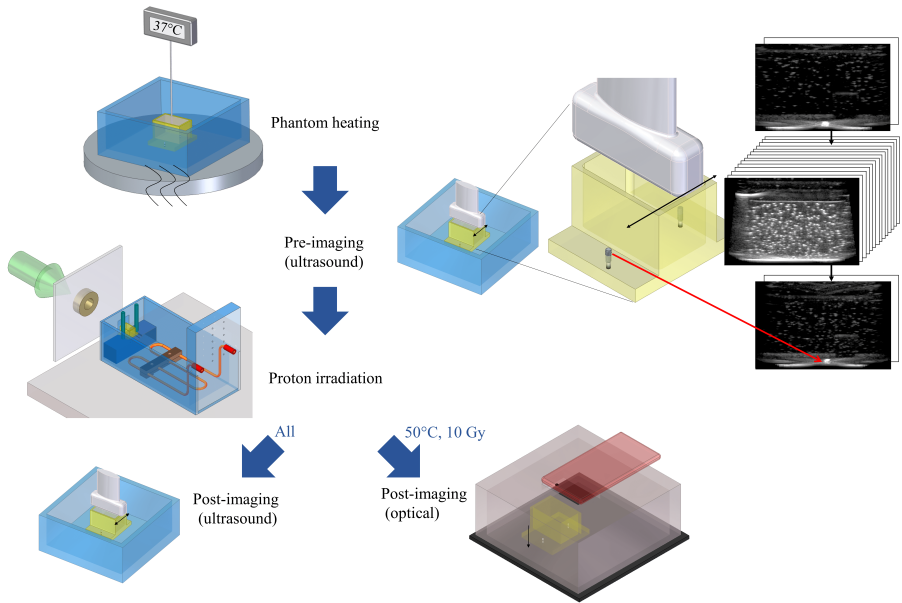 37°C
Phantom heating
Pre-imaging
(ultrasound)
Proton irradiation
All
50°C, 10 Gy
Post-imaging
(ultrasound)
Post-imaging
(optical)